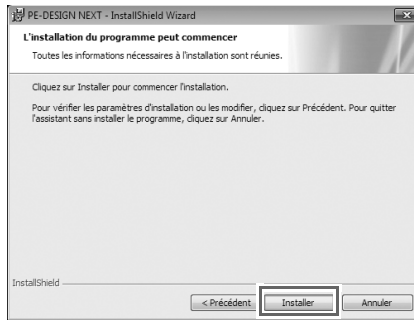 PE-DESIGN NEXT - InstallShield Wizard
L'installation du programme peut commencer
Toutes les informations nécessaires à l'installation sont réunies.
Cliquez sur Installer pour commencer l'installation.
Pour vérifier les paramètres d'installation ou les modifier, cliquez sur Précédent. Pour quitter
l'assistant sans installer le programme, cliquez sur Annuler.
InstallShield
< Précédent
Installer
Annuler